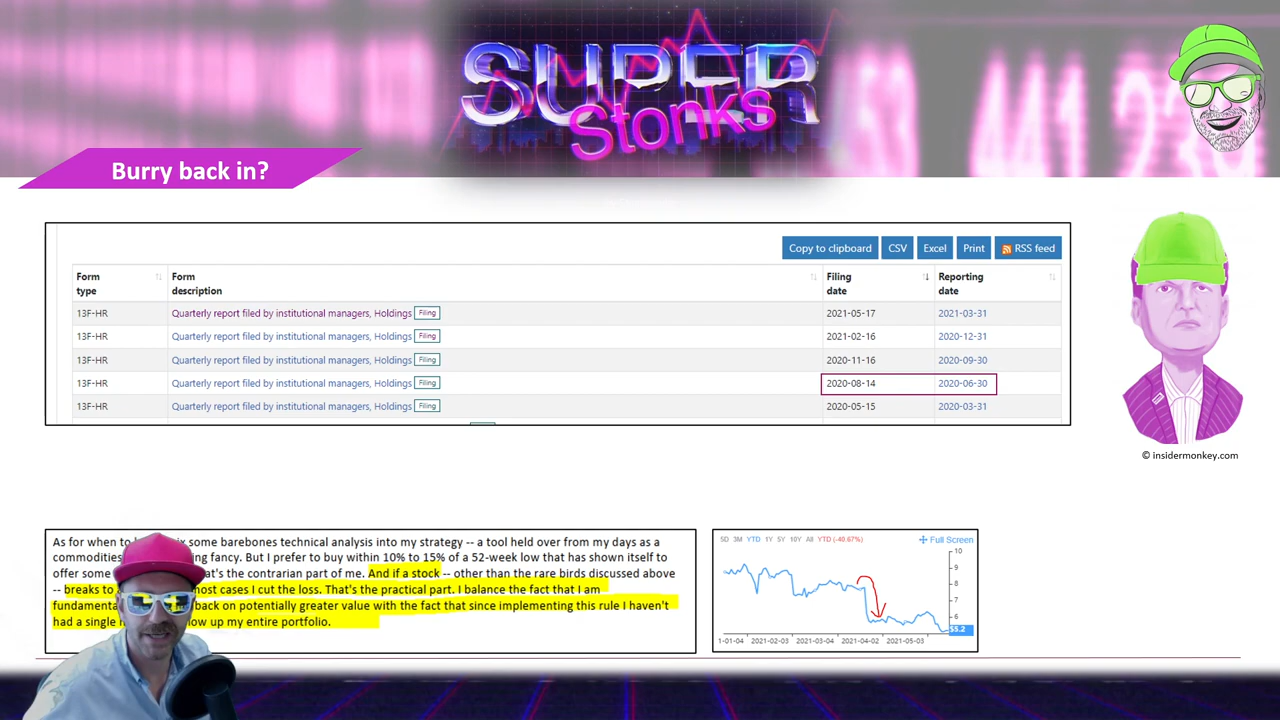 SUPER
Stonks
441 23
Burry back in?
Copy to clipboard CSV Excel Print RSS feed
Form type Form description Filing date Reporting date
13F-HR Quarterly report filed by institutional managers, Holdings Filing 2021-05-17 2021-03-31
13F-HR Quarterly report filed by institutional managers, Holdings Filing 2021-02-16 2020-12-31
13F-HR Quarterly report filed by institutional managers, Holdings Filing 2020-11-16 2020-09-30
13F-HR Quarterly report filed by institutional managers, Holdings Filing 2020-08-14 2020-06-30
13F-HR Quarterly report filed by institutional managers, Holdings Filing 2020-05-15 2020-03-31
© insidermonkey.com
As for when to some barebones technical analysis into my strategy -- a tool held over from my days as a
commodities fancy. But I prefer to buy within 10% to 15% of a 52-week low that has shown itself to
offer some that's the contrarian part of me. And if a stock -- other than the rare birds discussed above
-- breaks to most cases I cut the loss. That's the practical part. I balance the fact that I am
back on potentially greater value with the fact that since implementing this rule I haven't
had a single up my entire portfolio.
5D 3M YTD 1Y 5Y 10Y All YTD (-40.67%) Full Screen
10
9
8
7
6
$5.2
1-01-04 2021-02-03 2021-03-04 2021-04-02 2021-05-03